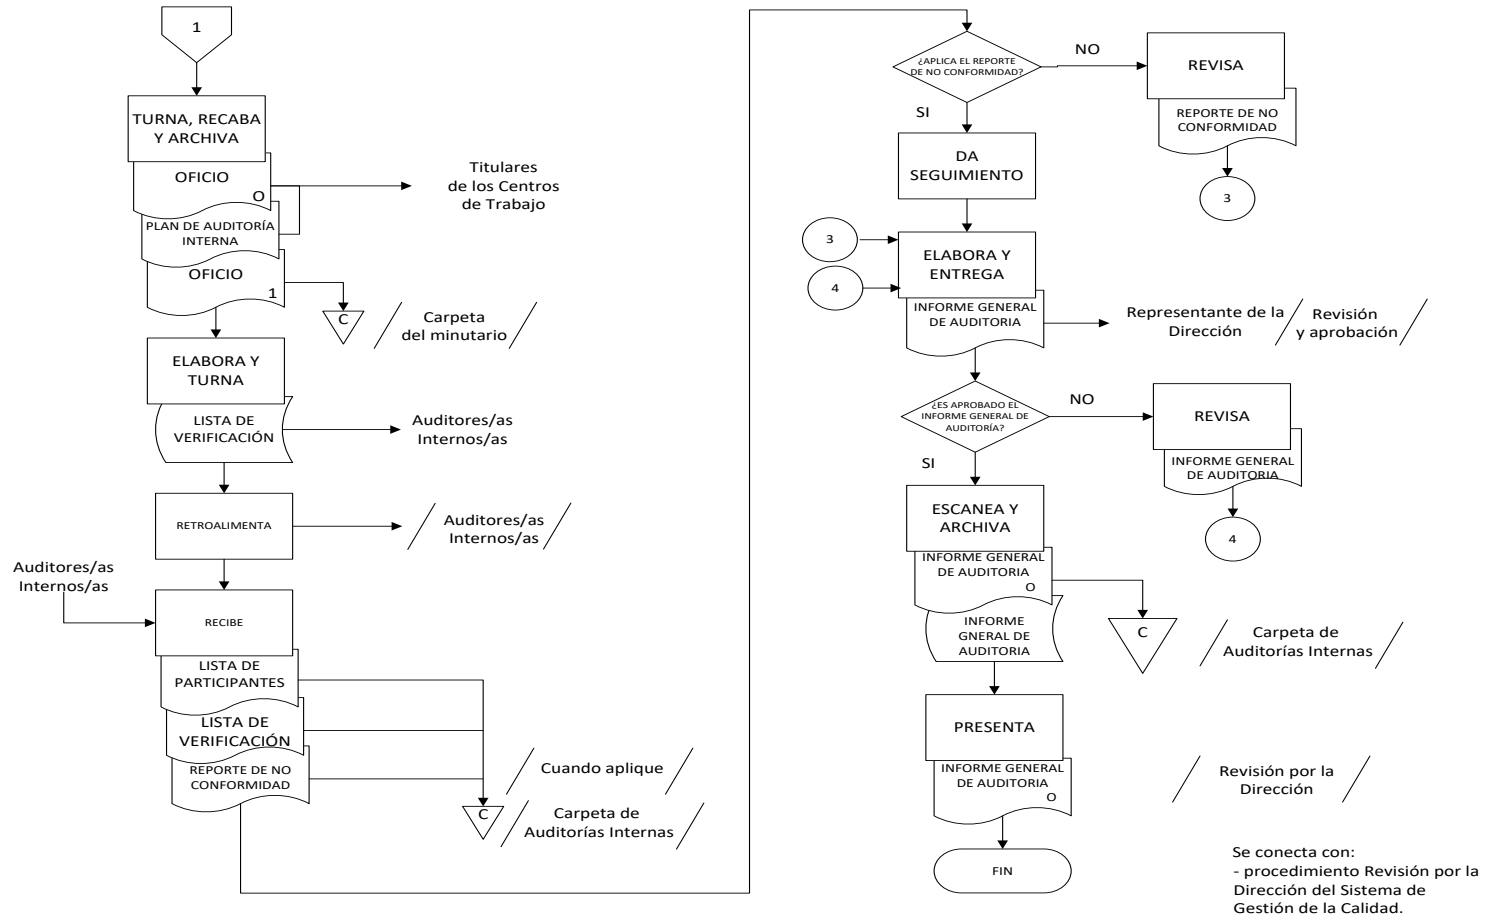 1
TURNA, RECABA
Y ARCHIVA
OFICIO
O
Titulares
de los Centros
de Trabajo
PLAN DE AUDITORÍA
INTERNA
OFICIO
1
C
Carpeta
del minutario
ELABORA Y
TURNA
LISTA DE
VERIFICACIÓN
Auditores/as
Internos/as
RETROALIMENTA
Auditores/as
Internos/as
Auditores/as
Internos/as
RECIBE
LISTA DE
PARTICIPANTES
LISTA DE
VERIFICACIÓN
REPORTE DE NO
CONFORMIDAD
Cuando aplique
C
Carpeta de
Auditorías Internas
¿APLICA EL REPORTE
DE NO CONFORMIDAD?
NO
REVISA
REPORTE DE NO
CONFORMIDAD
3
SI
DA
SEGUIMIENTO
3
4
ELABORA Y
ENTREGA
INFORME GENERAL
DE AUDITORIA
Representante de la
Dirección
Revisión
y aprobación
¿ES APROBADO EL
INFORME GENERAL DE
AUDITORÍA?
NO
REVISA
INFORME GENERAL
DE AUDITORIA
4
SI
ESCANEA Y
ARCHIVA
INFORME GENERAL
DE AUDITORIA
O
INFORME
GNERAL DE
AUDITORIA
C
Carpeta de
Auditorías Internas
PRESENTA
INFORME GENERAL
DE AUDITORIA
O
Revisión por la
Dirección
FIN
Se conecta con:
- procedimiento Revisión por la
Dirección del Sistema de
Gestión de la Calidad.